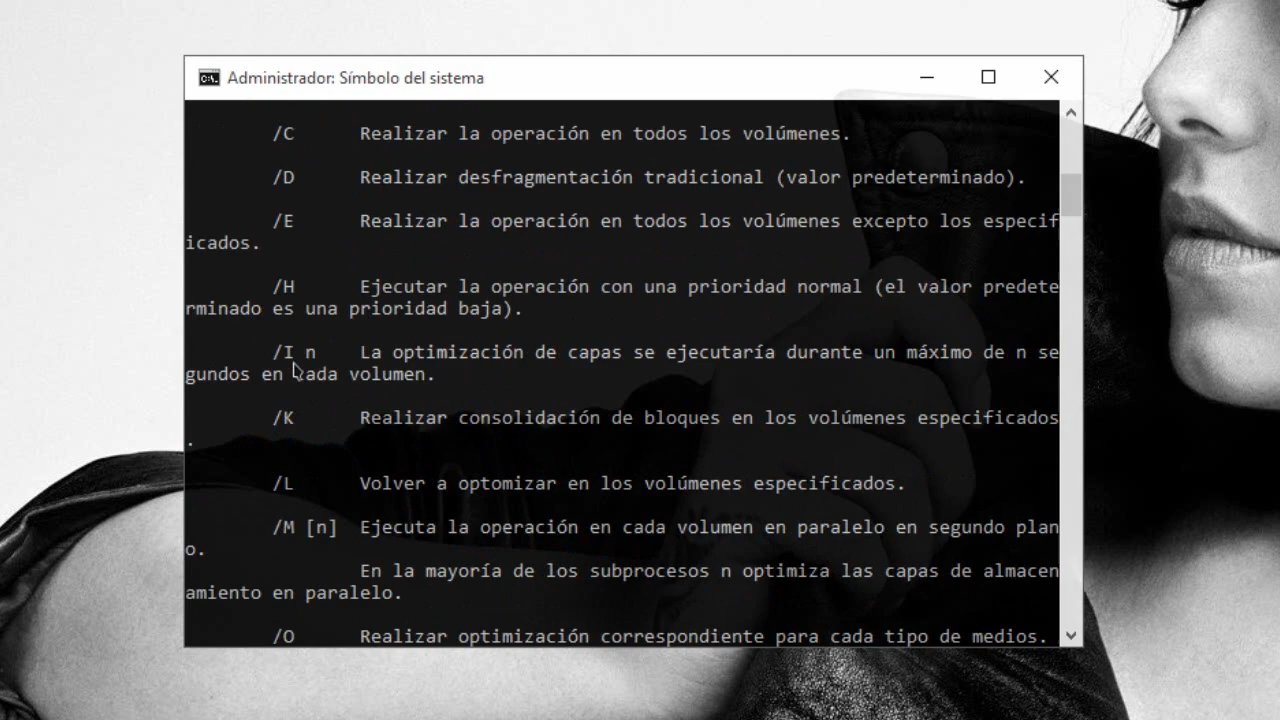 Administrador: Símbolo del sistema
/C Realizar la operación en todos los volúmenes.
/D Realizar desfragmentación tradicional (valor predeterminado).
/E Realizar la operación en todos los volúmenes excepto los especif
icados.
/H Ejecutar la operación con una prioridad normal (el valor predete
rminado es una prioridad baja).
/I n La optimización de capas se ejecutaría durante un máximo de n se
gundos en cada volumen.
/K Realizar consolidación de bloques en los volúmenes especificados
.
/L Volver a optomizar en los volúmenes especificados.
/M [n] Ejecuta la operación en cada volumen en paralelo en segundo plan
o.
En la mayoría de los subprocesos n optimiza las capas de almacen
amiento en paralelo.
/O Realizar optimización correspondiente para cada tipo de medios.